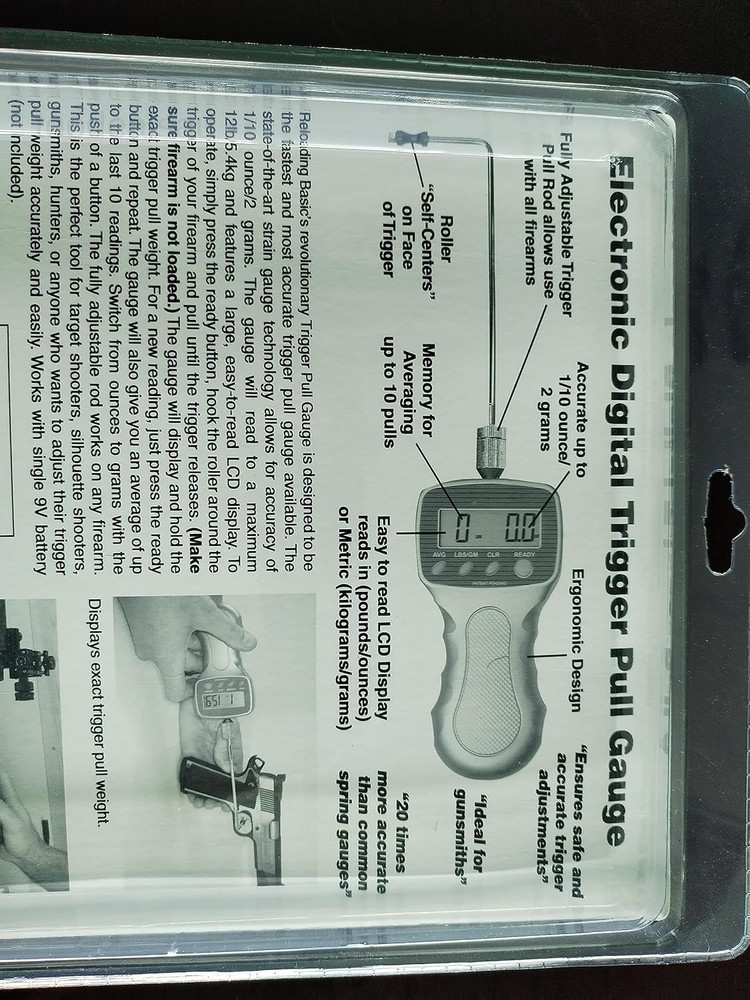 Electronic Digital Trigger Pull Gauge
Fully Adjustable Trigger
Pull Rod allows use
with all firearms
Accurate up to
1/10 ounce/
2 grams
Ergonomic Design
"Ensures safe and
accurate trigger
adjustments"
Roller
"Self-Centers"
on Face
of Trigger
Memory for
Averaging
up to 10 pulls
0
0.0
AVG LBS/GM CLR READY
PATENT-PENDING
Easy to read LCD Display
reads in (pounds/ounces)
or Metric (kilograms/grams)
"Ideal for
gunsmiths"
"20 times
more accurate
than common
spring gauges"
Reloading Basic's revolutionary Trigger Pull Gauge is designed to be
the fastest and most accurate trigger pull gauge available. The
state-of-the-art strain gauge technology allows for accuracy of
1/10 ounce/2 grams. The gauge will read to a maximum
12lb/5.4kg and features a large, easy-to-read LCD display. To
operate, simply press the ready button, hook the roller around the
trigger of your firearm and pull until the trigger releases. (Make
sure firearm is not loaded.) The gauge will display and hold the
exact trigger pull weight. For a new reading, just press the ready
button and repeat. The gauge will also give you an average of up
to the last 10 readings. Switch from ounces to grams with the
push of a button. The fully adjustable rod works on any firearm.
This is the perfect tool for target shooters, silhouette shooters,
gunsmiths, hunters, or anyone who wants to adjust their trigger
pull weight accurately and easily. Works with single 9V battery
(not included).
Displays exact trigger pull weight.